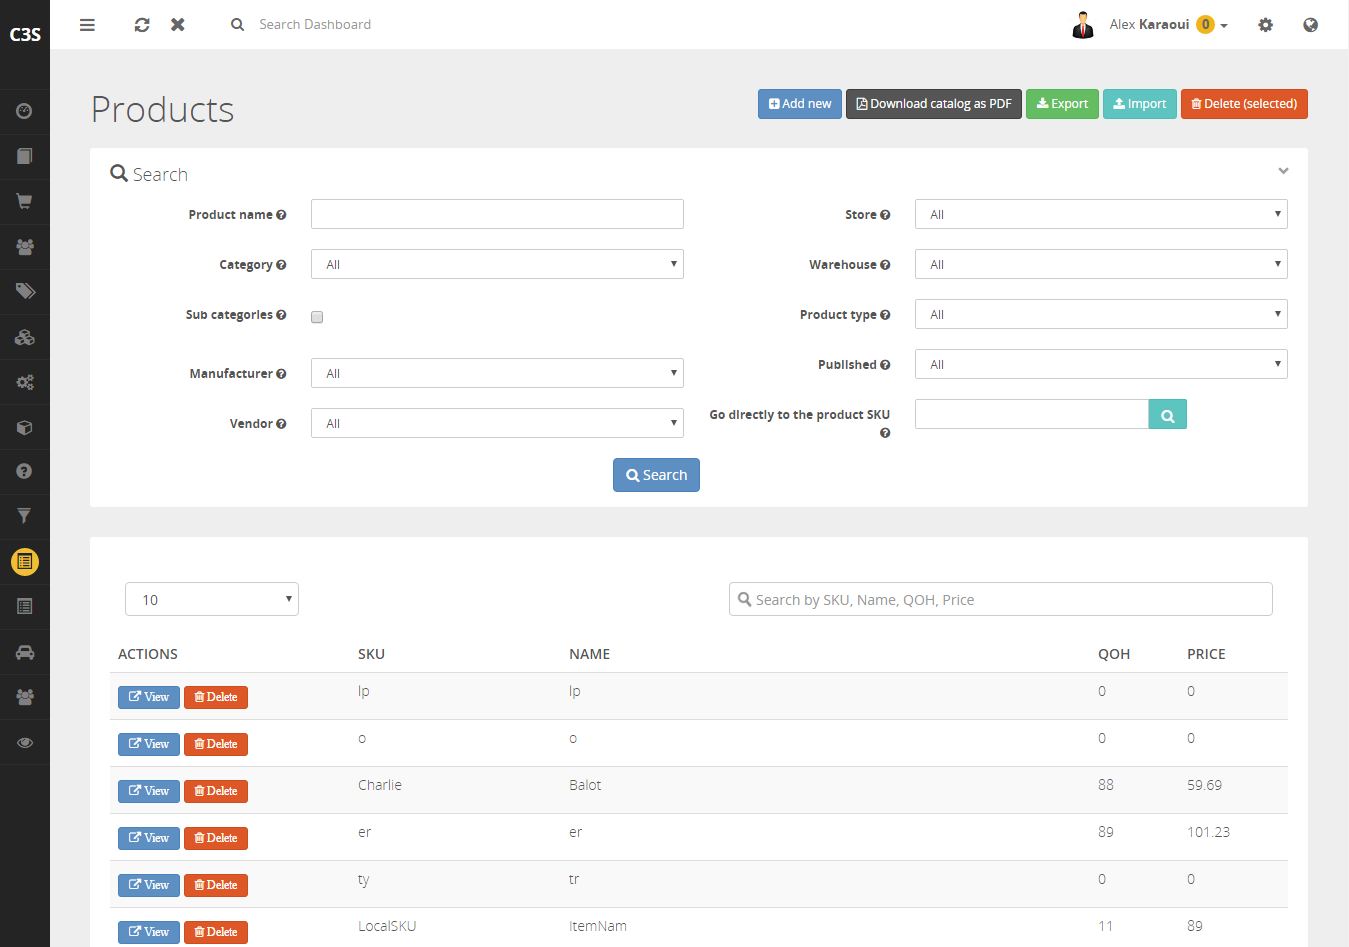 C3S
Search Dashboard
Alex Karaoui 0
Products
Add new
Download catalog as PDF
Export
Import
Delete (selected)
Search
Product name
Store
All
Category
All
Warehouse
All
Sub categories
Product type
All
Manufacturer
All
Published
All
Vendor
All
Go directly to the product SKU
Search
10
Search by SKU, Name, QOH, Price
ACTIONS SKU NAME QOH PRICE
View Delete lp lp 0 0
View Delete o o 0 0
View Delete Charlie Balot 88 59.69
View Delete er er 89 101.23
View Delete ty tr 0 0
View Delete LocalSKU ItemNam 11 89